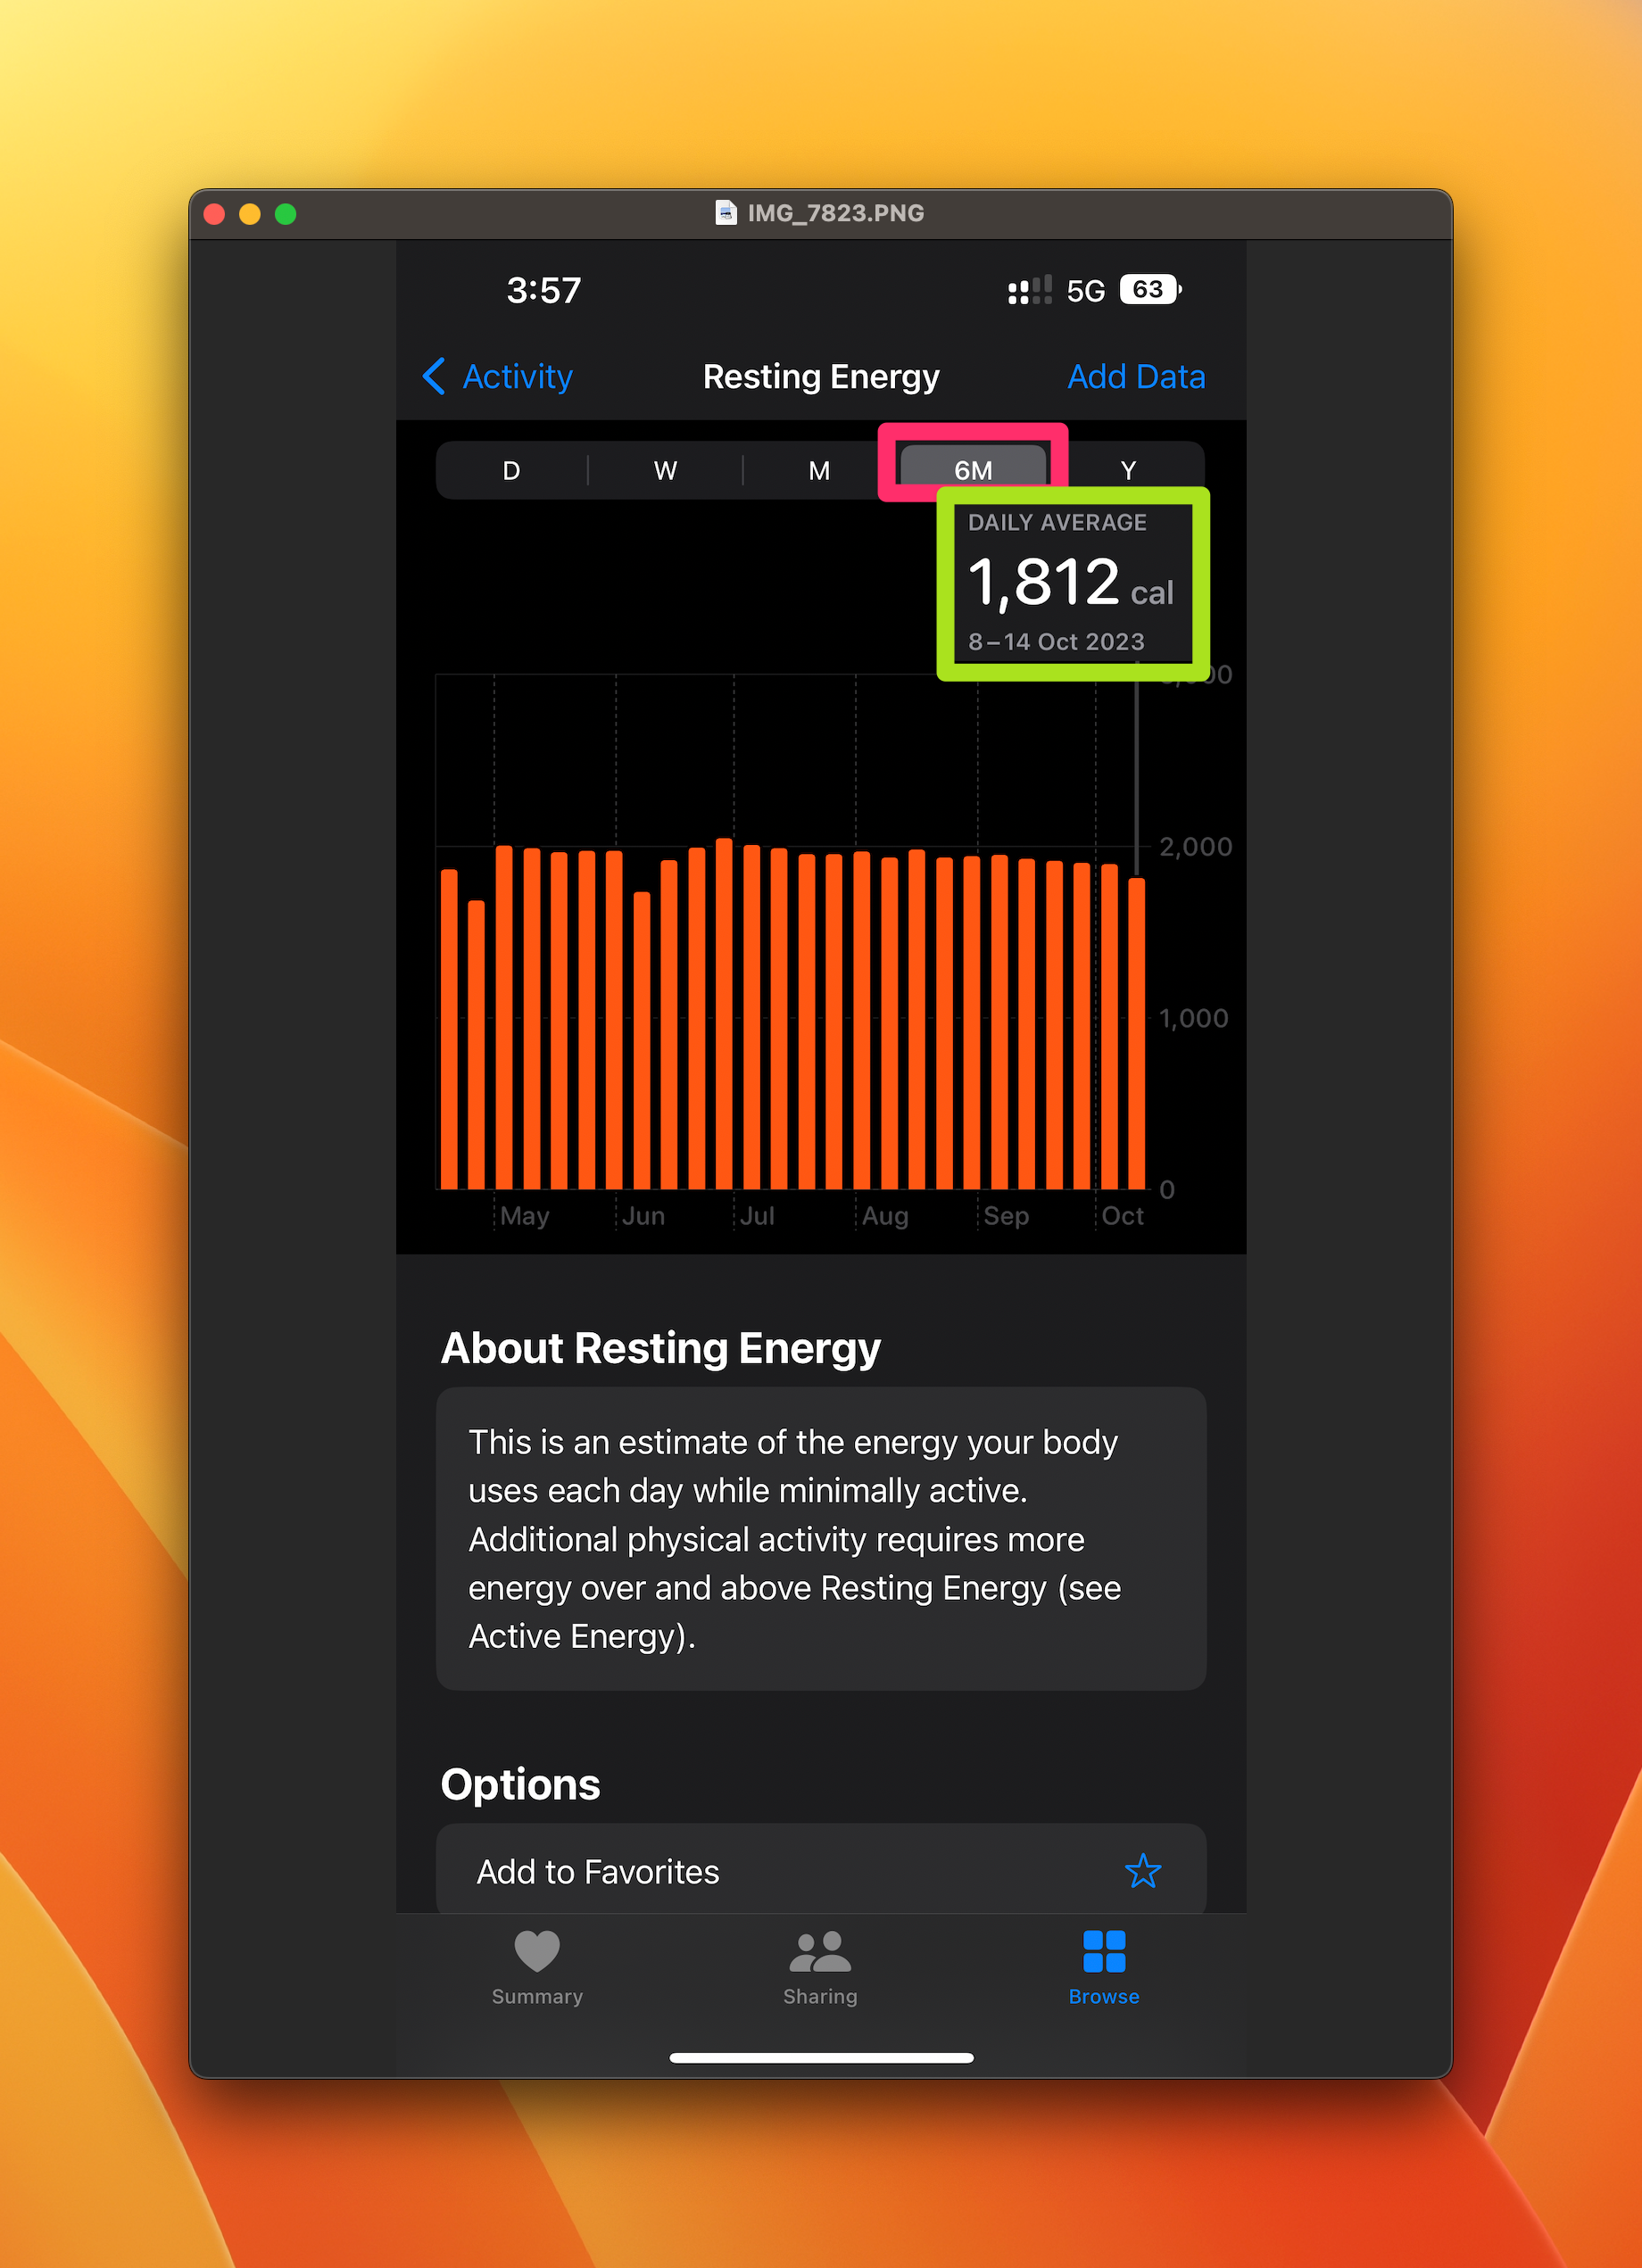 IMG_7823.PNG
3:57
5G 63
Activity
Resting Energy
Add Data
D W M 6M Y
DAILY AVERAGE
1,812 cal
8–14 Oct 2023
2,000
1,000
0
May Jun Jul Aug Sep Oct
About Resting Energy
This is an estimate of the energy your body
uses each day while minimally active.
Additional physical activity requires more
energy over and above Resting Energy (see
Active Energy).
Options
Add to Favorites
Summary
Sharing
Browse